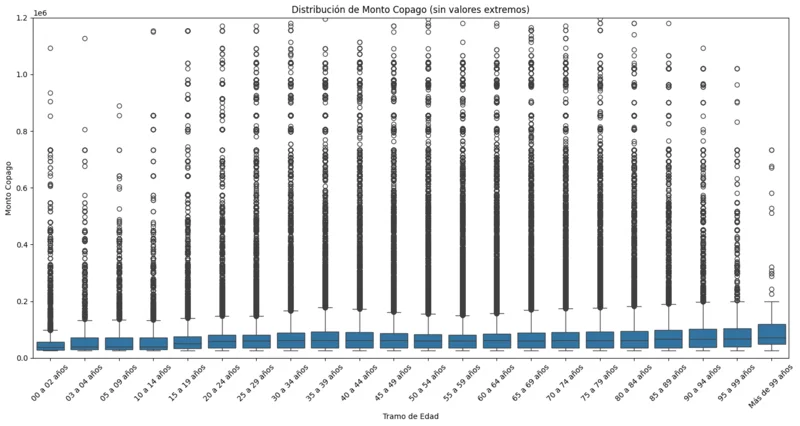 Distribución de Monto Copago (sin valores extremos)
1e6
1.2
1.0
0.8
0.6
0.4
0.2
0.0
Monto Copago
00 a 02 años
03 a 04 años
05 a 09 años
10 a 14 años
15 a 19 años
20 a 24 años
25 a 29 años
30 a 34 años
35 a 39 años
40 a 44 años
45 a 49 años
50 a 54 años
55 a 59 años
60 a 64 años
65 a 69 años
70 a 74 años
75 a 79 años
80 a 84 años
85 a 89 años
90 a 94 años
95 a 99 años
Más de 99 años
Tramo de Edad